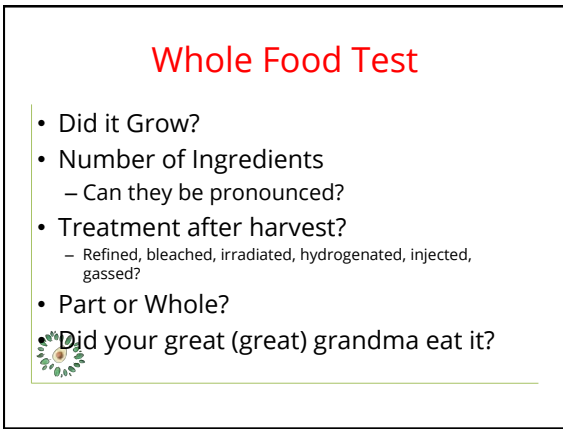 Whole Food Test
• Did it Grow?
• Number of Ingredients
– Can they be pronounced?
• Treatment after harvest?
– Refined, bleached, irradiated, hydrogenated, injected,
gassed?
• Part or Whole?
• Did your great (great) grandma eat it?